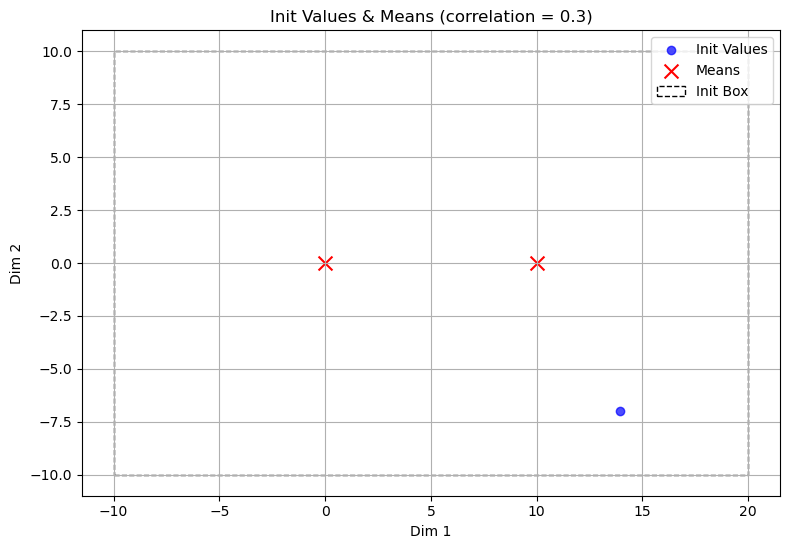 Init Values & Means (correlation = 0.3)
Init Values
Means
Init Box
10.0
7.5
5.0
2.5
0.0
−2.5
−5.0
−7.5
−10.0
Dim 2
−10 −5 0 5 10 15 20
Dim 1